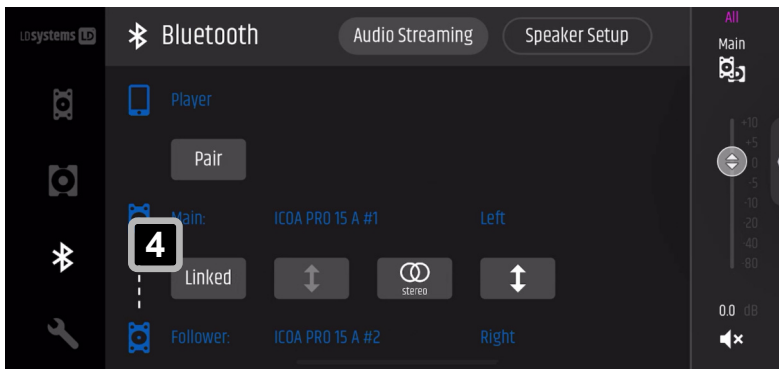 LDsystems LD
Bluetooth
Audio Streaming
Speaker Setup
All
Main
Player
Pair
+10
+5
0
-5
-10
-20
-40
-80
Main: ICOA PRO 15 A #1 Left
4
Linked
stereo
0.0 dB
Follower: ICOA PRO 15 A #2 Right